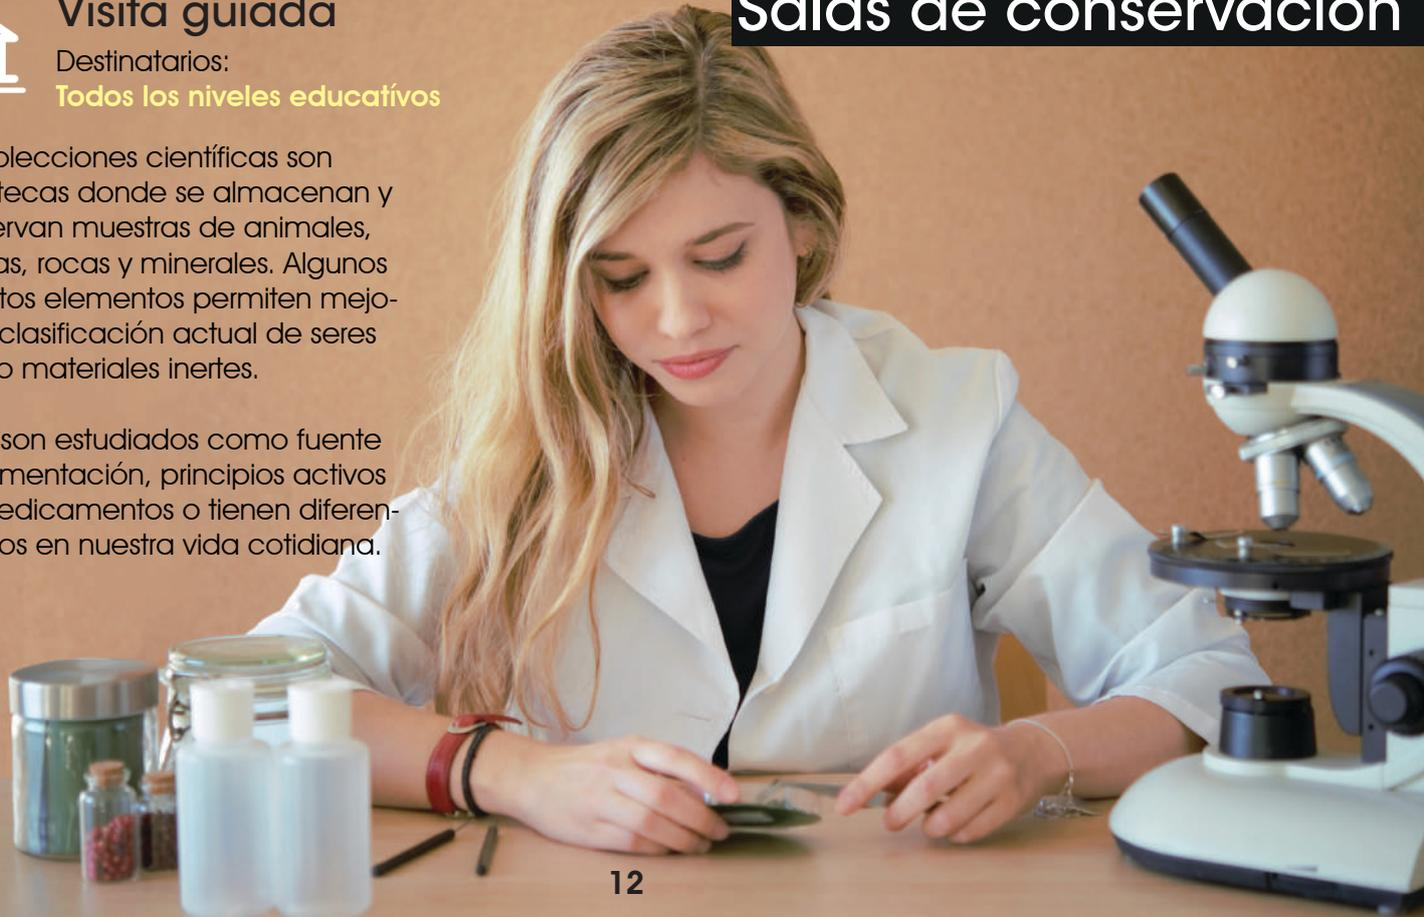 Salas de conservación
Visita guiada
Destinatarios:
Todos los niveles educatívos
olecciones científicas son
tecas donde se almacenan y
ervan muestras de animales,
as, rocas y minerales. Algunos
tos elementos permiten mejo-
clasificación actual de seres
o materiales inertes.
son estudiados como fuente
mentación, principios activos
edicamentos o tienen diferen-
os en nuestra vida cotidiana.
12